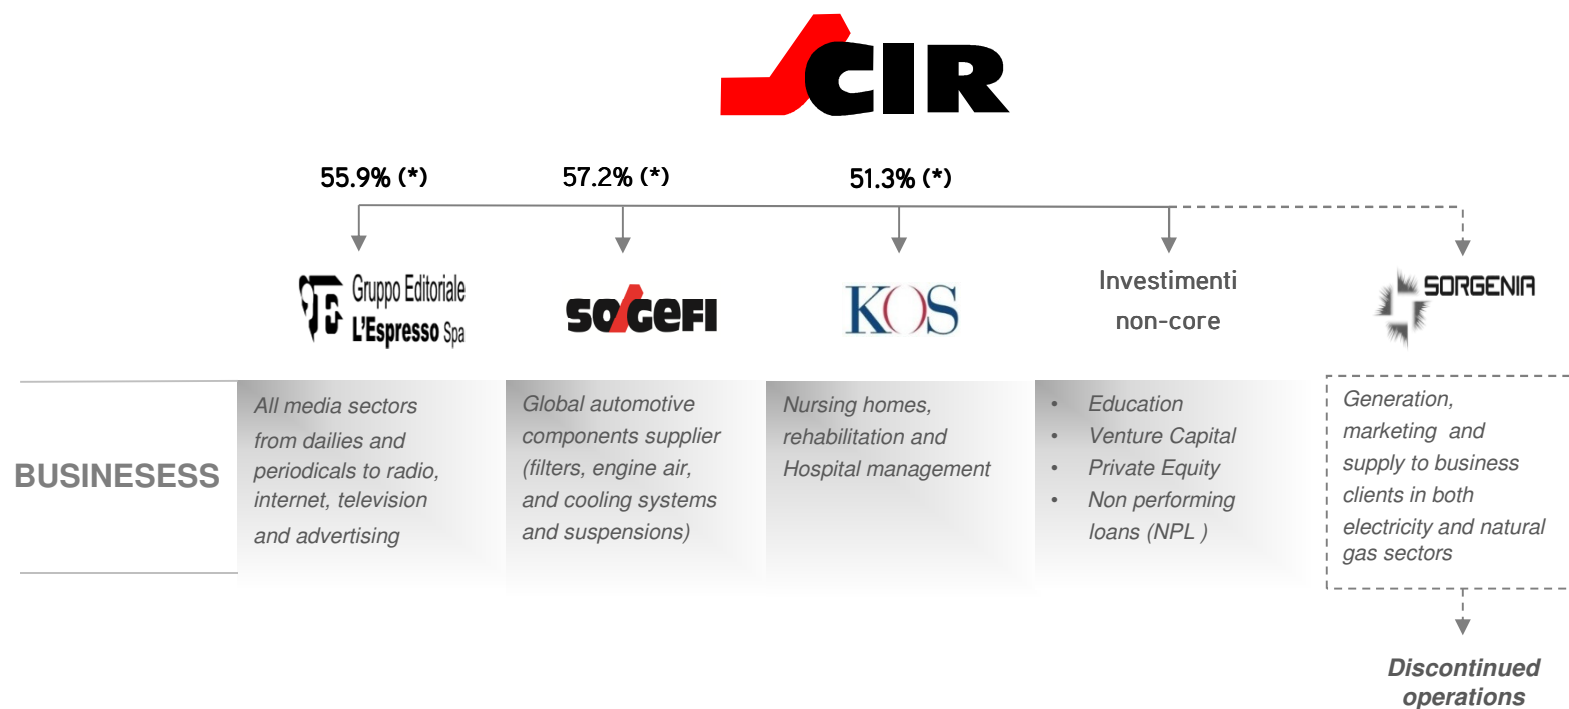 CIR
55.9% (*)
57.2% (*)
51.3% (*)
Gruppo Editoriale
L'Espresso Spa
SOGEFI
KOS
Investimenti
non-core
SORGENIA
BUSINESESS
All media sectors
from dailies and
periodicals to radio,
internet, television
and advertising
Global automotive
components supplier
(filters, engine air,
and cooling systems
and suspensions)
Nursing homes,
rehabilitation and
Hospital management
• Education
• Venture Capital
• Private Equity
• Non performing
loans (NPL )
Generation,
marketing and
supply to business
clients in both
electricity and natural
gas sectors
Discontinued
operations